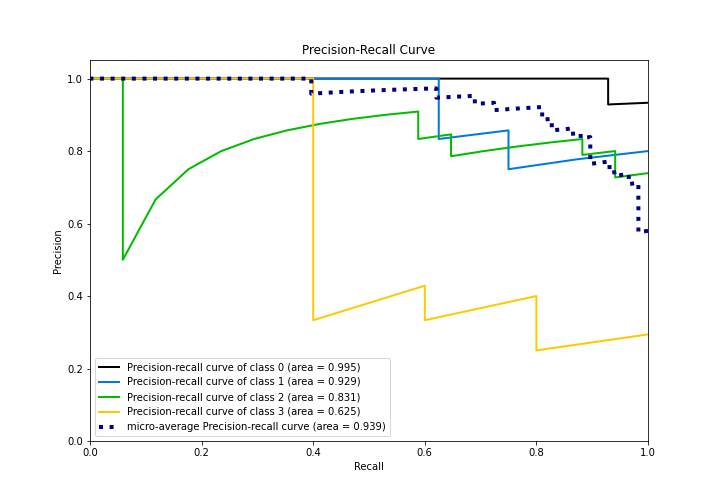 Precision-Recall Curve
1.0
0.8
0.6
0.4
0.2
0.0
Precision
Precision-recall curve of class 0 (area = 0.995)
Precision-recall curve of class 1 (area = 0.929)
Precision-recall curve of class 2 (area = 0.831)
Precision-recall curve of class 3 (area = 0.625)
micro-average Precision-recall curve (area = 0.939)
0.0 0.2 0.4 0.6 0.8 1.0
Recall